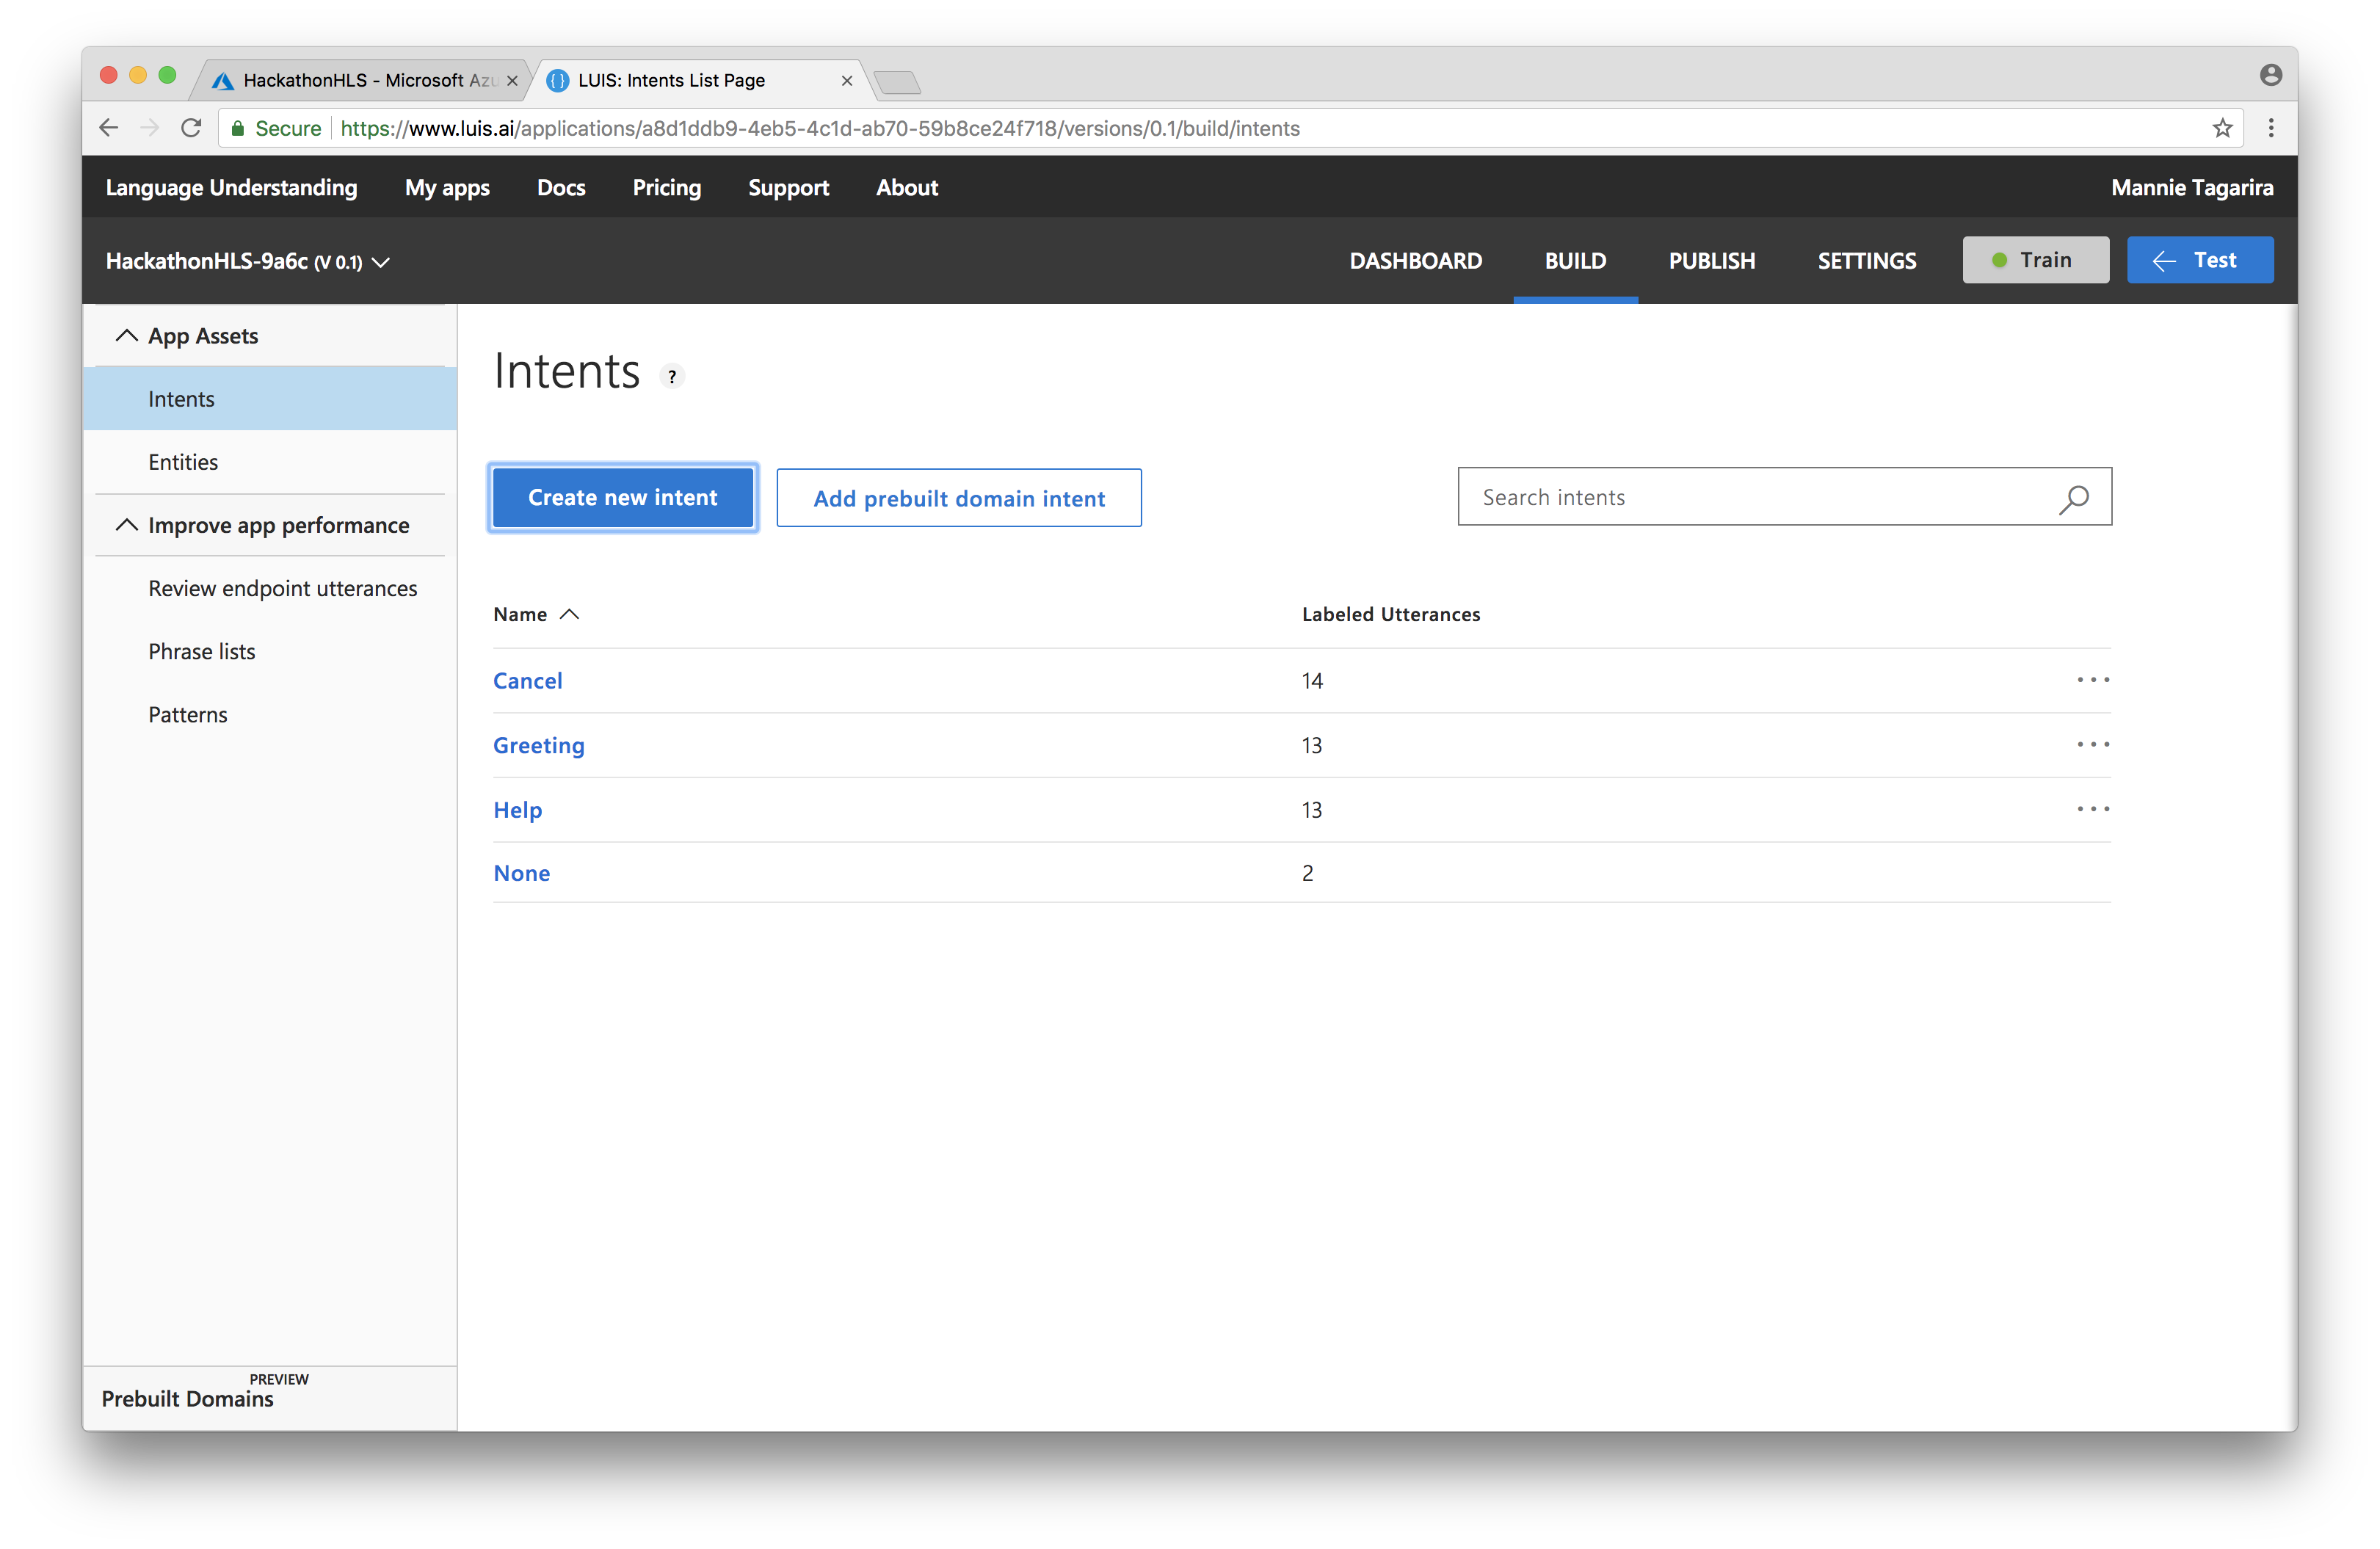 HackathonHLS - Microsoft Azu
LUIS: Intents List Page
Secure https://www.luis.ai/applications/a8d1ddb9-4eb5-4c1d-ab70-59b8ce24f718/versions/0.1/build/intents
Language Understanding My apps Docs Pricing Support About Mannie Tagarira
HackathonHLS-9a6c (V 0.1) DASHBOARD BUILD PUBLISH SETTINGS Train Test
App Assets
Intents
Entities
Improve app performance
Review endpoint utterances
Phrase lists
Patterns
PREVIEW
Prebuilt Domains
Intents ?
Create new intent Add prebuilt domain intent Search intents
Name Labeled Utterances
Cancel 14
Greeting 13
Help 13
None 2